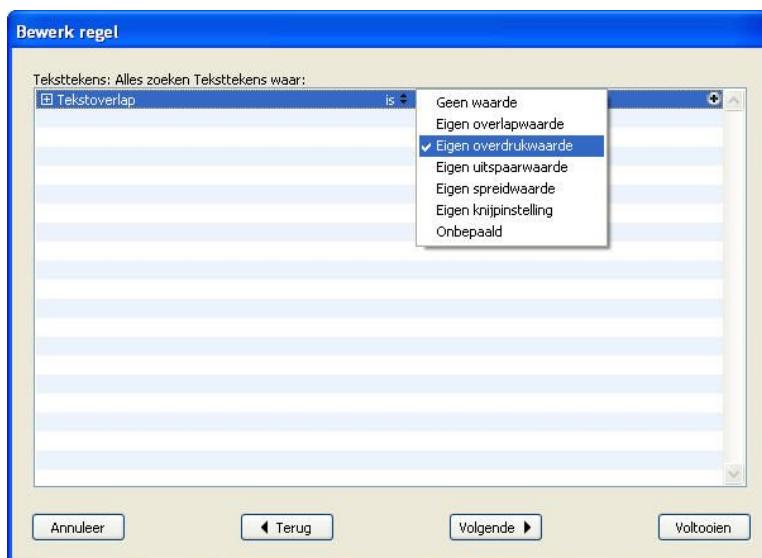 Bewerk regel
Teksttekens: Alles zoeken Teksttekens waar:
Tekstoverlap is
Geen waarde
Eigen overlapwaarde
Eigen overdrukwaarde
Eigen uitspaarwaarde
Eigen spreidwaarde
Eigen knijpinstelling
Onbepaald
Annuleer Terug Volgende Voltooien